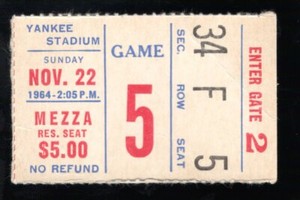 YANKEE
STADIUM
SUNDAY
NOV. 22
1964-2:05 P.M.
MEZZA
RES. SEAT
$5.00
NO REFUND
GAME
5
SEC. 34
ROW F
SEAT 5
ENTER GATE 2